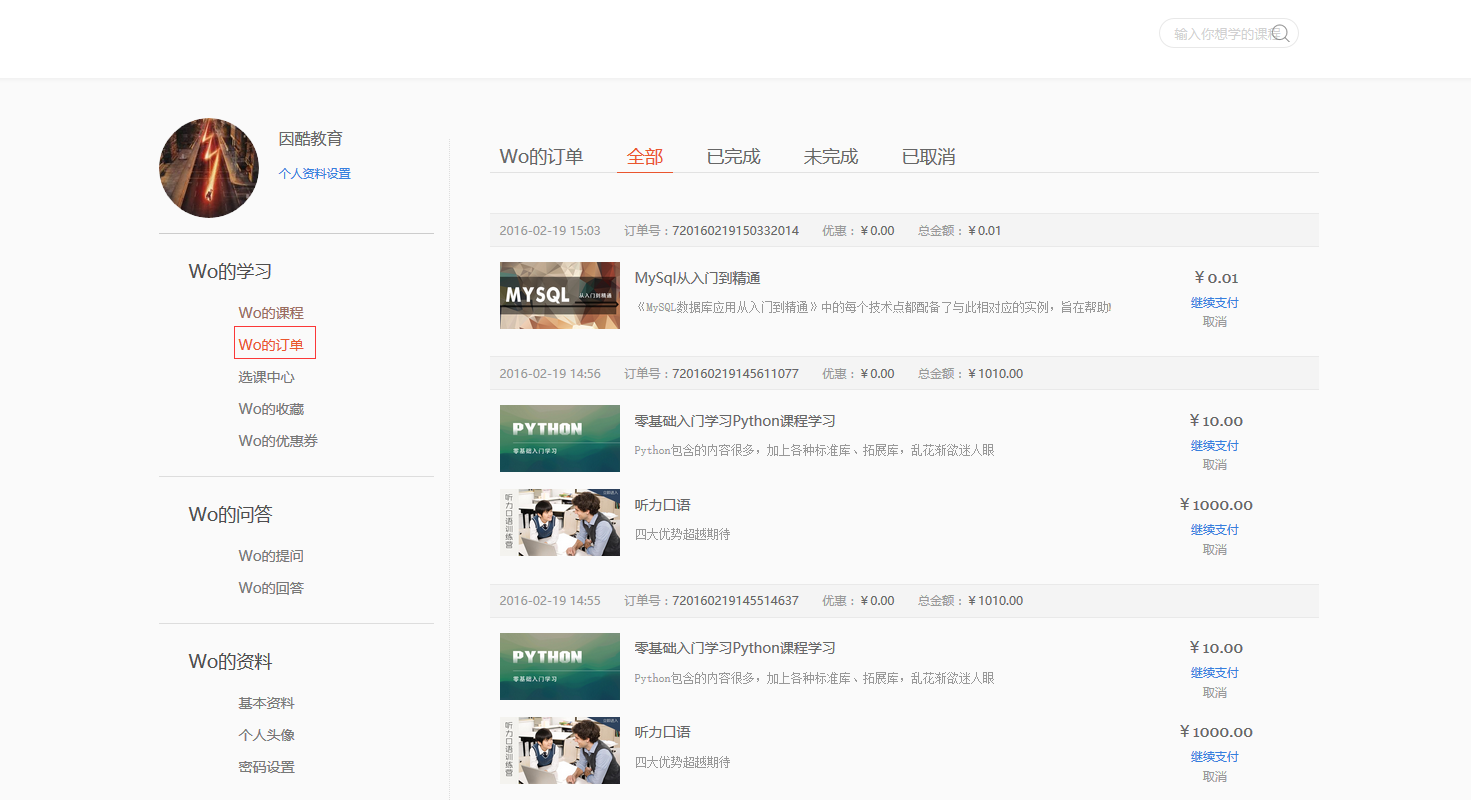 输入你想学的课程
因酷教育
个人资料设置
Wo的学习
Wo的课程
Wo的订单
选课中心
Wo的收藏
Wo的优惠券
Wo的问答
Wo的提问
Wo的回答
Wo的资料
基本资料
个人头像
密码设置
Wo的订单 全部 已完成 未完成 已取消
2016-02-19 15:03 订单号：720160219150332014 优惠：￥0.00 总金额：￥0.01
MYSQL 从入门到精通
MySql从入门到精通
《MySQL数据库应用从入门到精通》中的每个技术点都配备了与此相对应的实例，旨在帮助
￥0.01
继续支付
取消
2016-02-19 14:56 订单号：720160219145611077 优惠：￥0.00 总金额：￥1010.00
PYTHON
零基础入门学习
零基础入门学习Python课程学习
Python包含的内容很多，加上各种标准库、拓展库，乱花渐欲迷人眼
￥10.00
继续支付
取消
听力口语训练营
听力口语
四大优势超越期待
￥1000.00
继续支付
取消
2016-02-19 14:55 订单号：720160219145514637 优惠：￥0.00 总金额：￥1010.00
PYTHON
零基础入门学习
零基础入门学习Python课程学习
Python包含的内容很多，加上各种标准库、拓展库，乱花渐欲迷人眼
￥10.00
继续支付
取消
听力口语训练营
听力口语
四大优势超越期待
￥1000.00
继续支付
取消